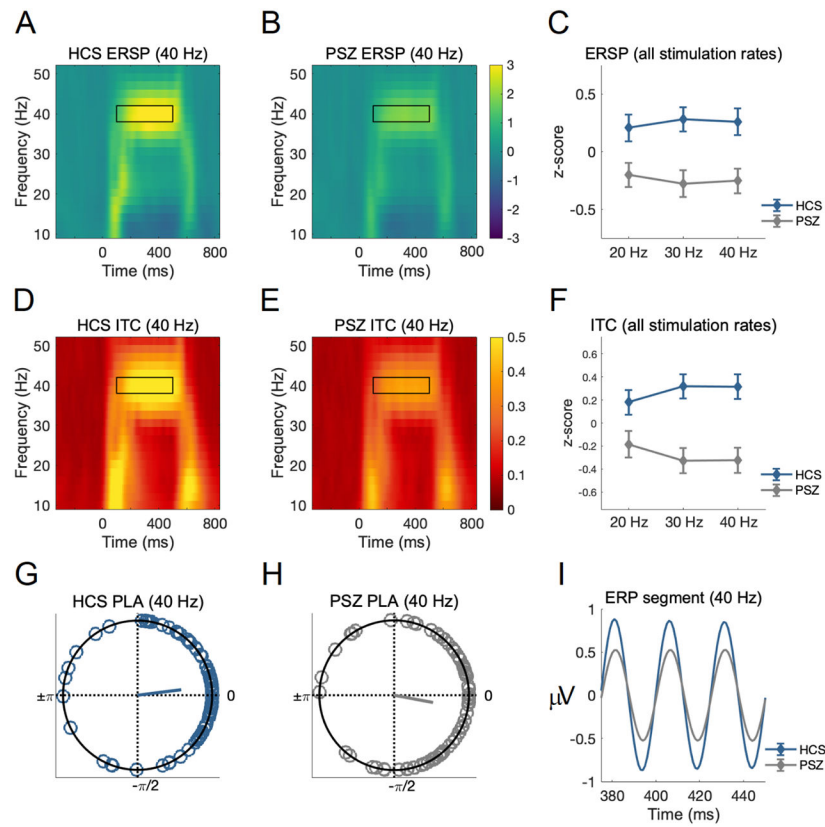 A
HCS ERSP (40 Hz)
Frequency (Hz)
50
40
30
20
10
0 400 800
Time (ms)
B
PSZ ERSP (40 Hz)
50
40
30
20
10
0 400 800
Time (ms)
3
2
1
0
-1
-2
-3
C
ERSP (all stimulation rates)
z-score
0.5
0
-0.5
20 Hz 30 Hz 40 Hz
HCS
PSZ
D
HCS ITC (40 Hz)
Frequency (Hz)
50
40
30
20
10
0 400 800
Time (ms)
E
PSZ ITC (40 Hz)
Frequency (Hz)
50
40
30
20
10
0 400 800
Time (ms)
0.5
0.4
0.3
0.2
0.1
0
F
ITC (all stimulation rates)
z-score
0.6
0.4
0.2
0
-0.2
-0.4
-0.6
20 Hz 30 Hz 40 Hz
HCS
PSZ
G
HCS PLA (40 Hz)
±π
0
-π/2
H
PSZ PLA (40 Hz)
±π
0
-π/2
I
ERP segment (40 Hz)
μV
1
0.5
0
-0.5
-1
380 400 420 440
Time (ms)
HCS
PSZ